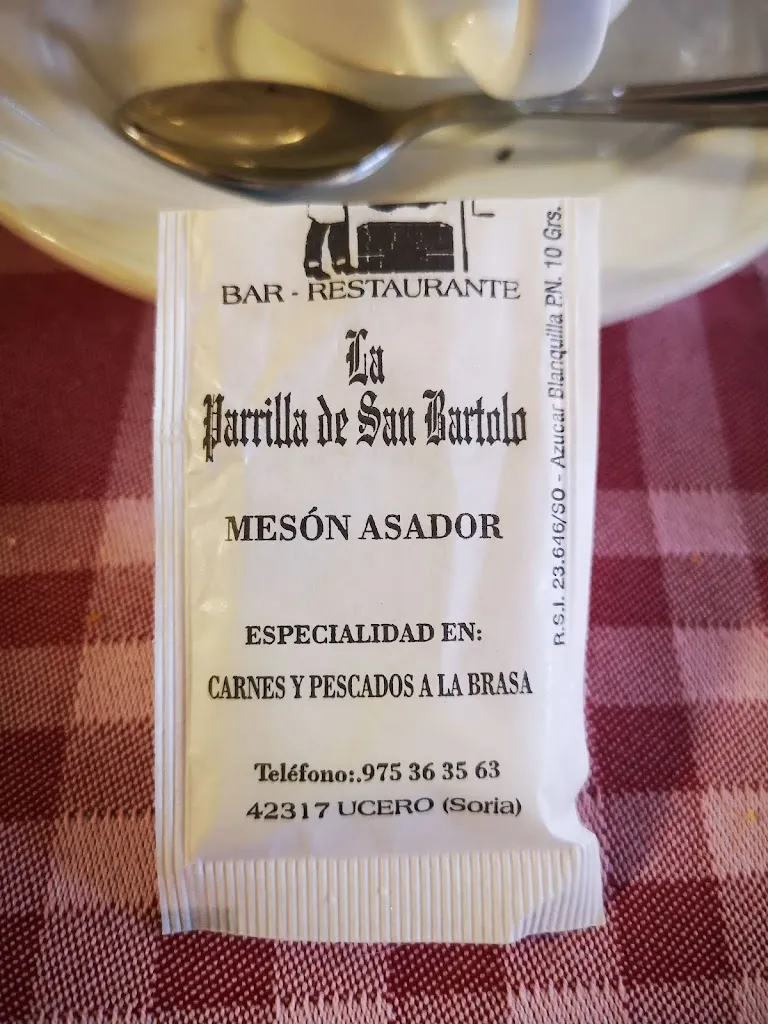 BAR - RESTAURANTE
La
Parrilla de San Bartolo
MESÓN ASADOR
ESPECIALIDAD EN:
CARNES Y PESCADOS A LA BRASA
Teléfono:.975 36 35 63
42317 UCERO (Soria)
R.S.I. 23.646/SO - Azucar Blanquilla P.N. 10 Grs.